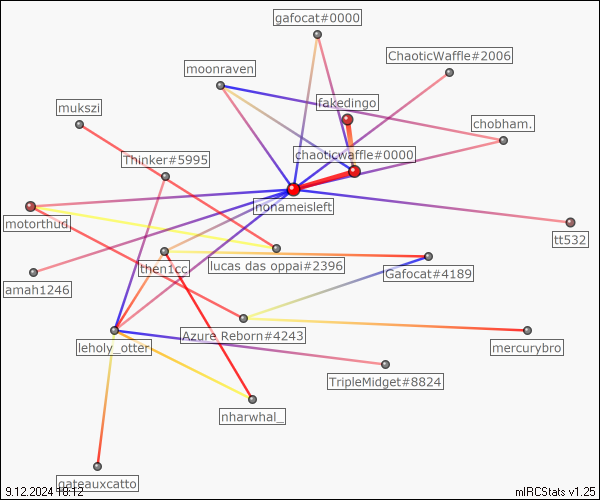 gafocat#0000
ChaoticWaffle#2006
moonraven
fakedingo
mukszi
chobham.
chaoticwaffle#0000
Thinker#5995
nonameisleft
motorthud
tt532
lucas das oppai#2396
then1cc
Gafocat#4189
amah1246
Azure Reborn#4243
leholy_otter
mercurybro
TripleMidget#8824
nharwhal_
gateauxcatto
9.12.2024 10:12
mIRCStats v1.25